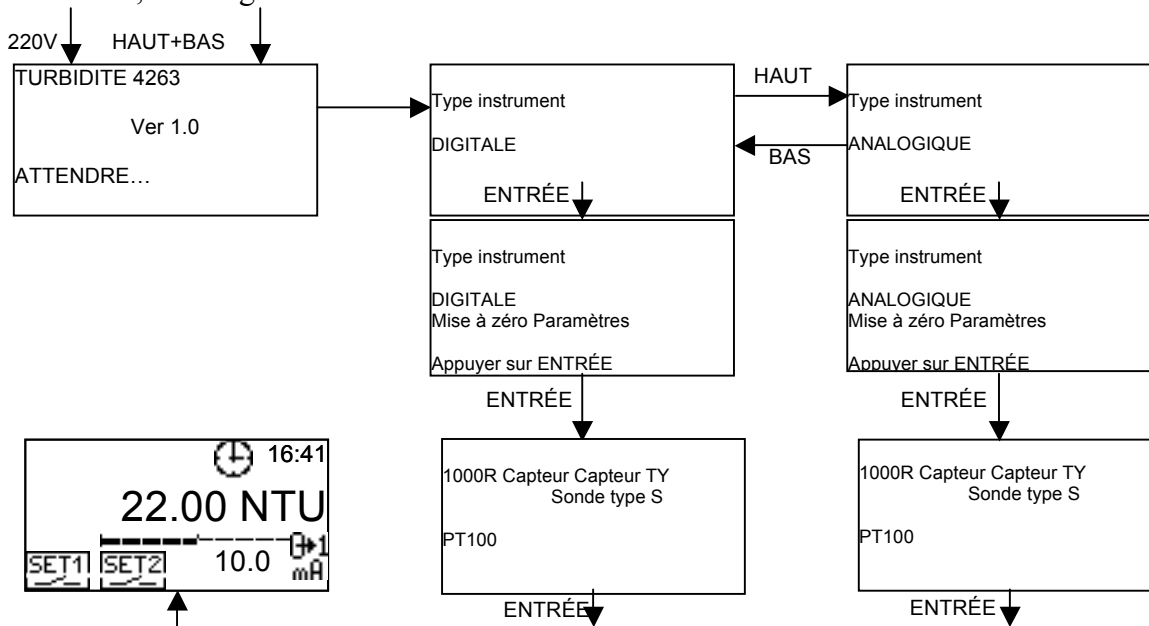 220V
HAUT+BAS
TURBIDITE 4263
Ver 1.0
ATTENDRE...
Type instrument
DIGITALE
HAUT
BAS
Type instrument
ANALOGIQUE
ENTRÉE
ENTRÉE
Type instrument
DIGITALE
Mise à zéro Paramètres
Appuyer sur ENTRÉE
Type instrument
ANALOGIQUE
Mise à zéro Paramètres
Appuyer sur ENTRÉE
ENTRÉE
ENTRÉE
16:41
22.00 NTU
SET1 SET2 10.0 1
mA
1000R Capteur Capteur TY
Sonde type S
PT100
1000R Capteur Capteur TY
Sonde type S
PT100
ENTRÉE
ENTRÉE